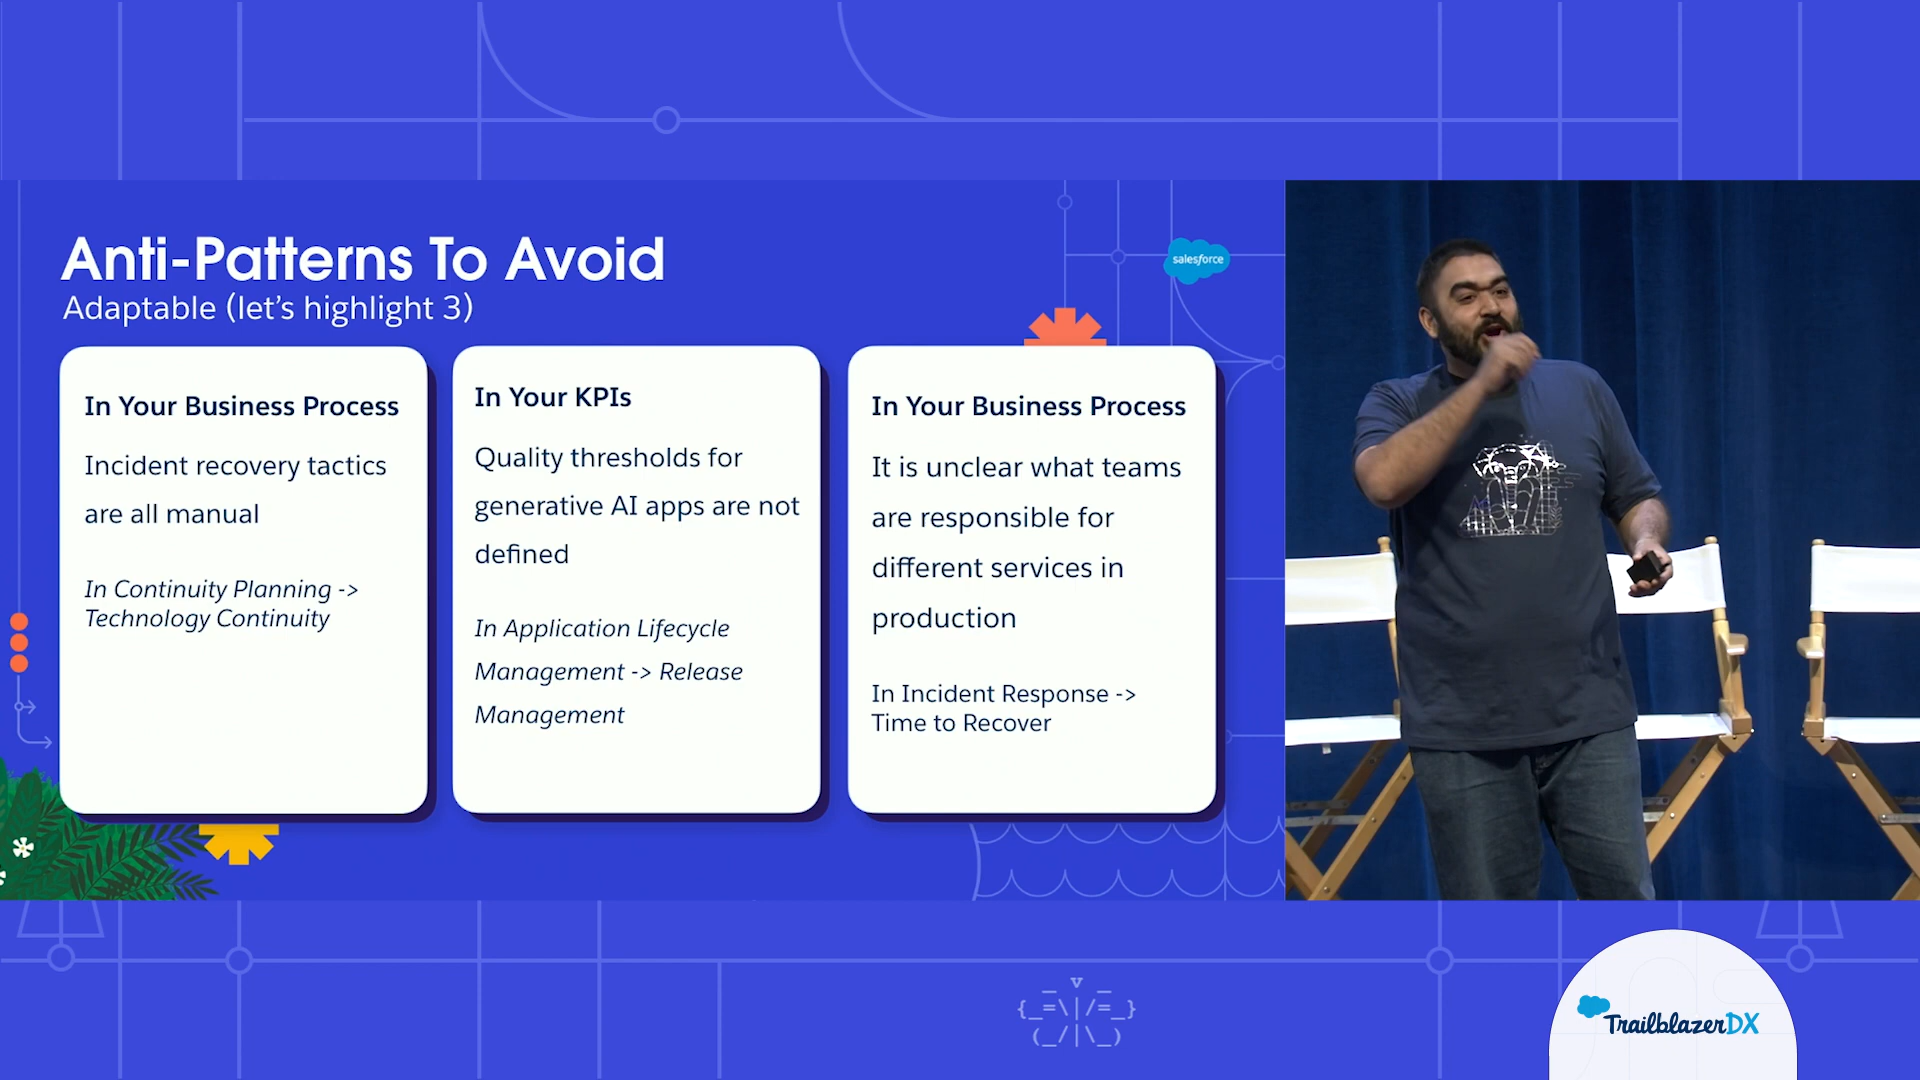 Anti-Patterns To Avoid
Adaptable (let's highlight 3)
salesforce
In Your Business Process
Incident recovery tactics
are all manual
In Continuity Planning ->
Technology Continuity
In Your KPIs
Quality thresholds for
generative AI apps are not
defined
In Application Lifecycle
Management -> Release
Management
In Your Business Process
It is unclear what teams
are responsible for
different services in
production
In Incident Response ->
Time to Recover
TrailblazerDX